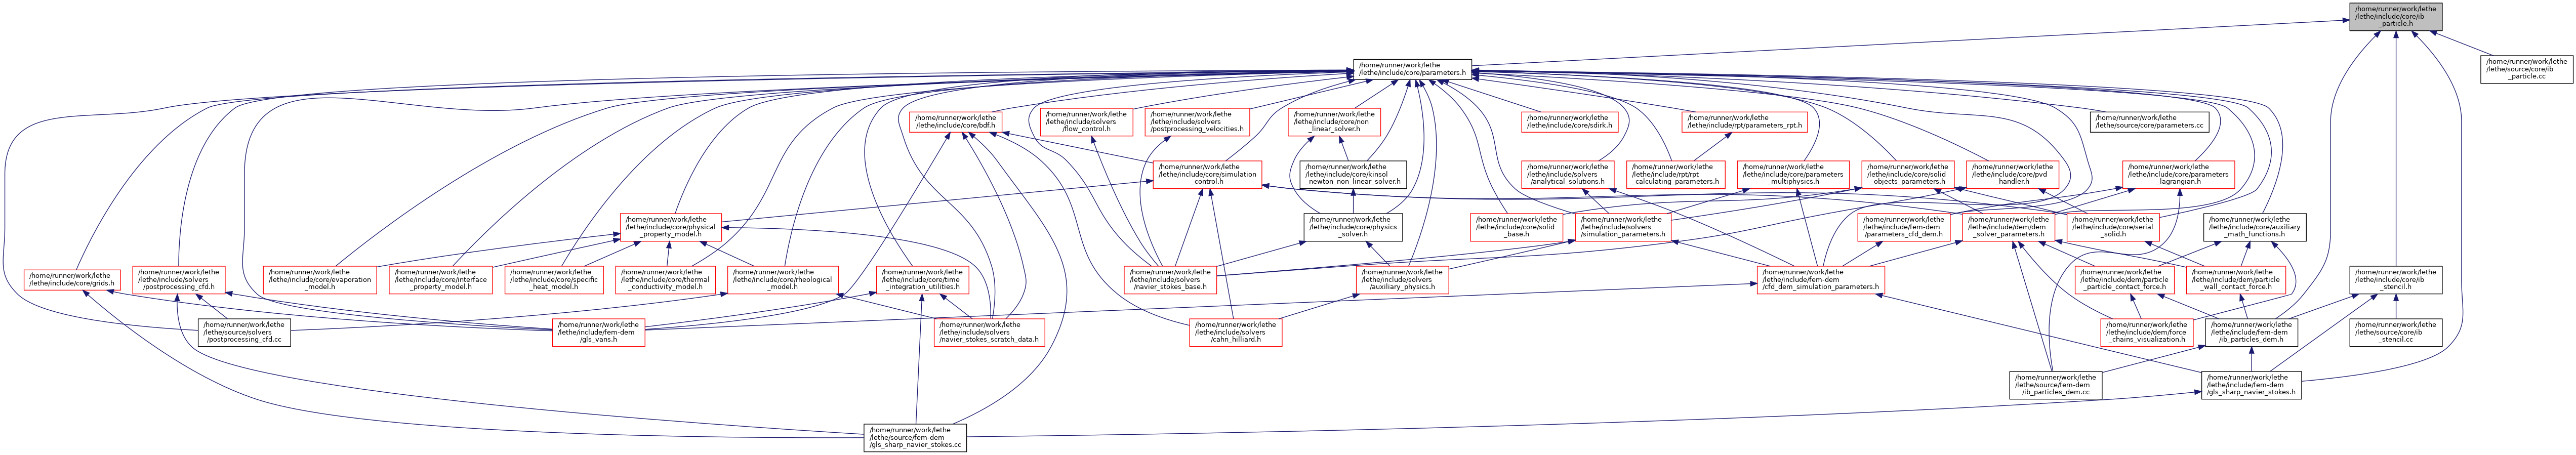 /home/runner/work/lethe
/lethe/include/core/ib
_particle.h
/home/runner/work/lethe
/lethe/include/core/parameters.h
/home/runner/work/lethe
/lethe/source/core/ib
_particle.cc
/home/runner/work/lethe
/lethe/include/core/bdf.h
/home/runner/work/lethe
/lethe/include/solvers
/flow_control.h
/home/runner/work/lethe
/lethe/include/solvers
/postprocessing_velocities.h
/home/runner/work/lethe
/lethe/include/core/non
_linear_solver.h
/home/runner/work/lethe
/lethe/include/core/sdirk.h
/home/runner/work/lethe
/lethe/include/rpt/parameters_rpt.h
/home/runner/work/lethe
/lethe/source/core/parameters.cc
/home/runner/work/lethe
/lethe/include/core/simulation
_control.h
/home/runner/work/lethe
/lethe/include/core/kinsol
_newton_non_linear_solver.h
/home/runner/work/lethe
/lethe/include/solvers
/analytical_solutions.h
/home/runner/work/lethe
/lethe/include/rpt/rpt
_calculating_parameters.h
/home/runner/work/lethe
/lethe/include/core/parameters
_multiphysics.h
/home/runner/work/lethe
/lethe/include/core/solid
_objects_parameters.h
/home/runner/work/lethe
/lethe/include/core/pvd
_handler.h
/home/runner/work/lethe
/lethe/include/core/parameters
_lagrangian.h
/home/runner/work/lethe
/lethe/include/core/physical
_property_model.h
/home/runner/work/lethe
/lethe/include/core/physics
_solver.h
/home/runner/work/lethe
/lethe/include/core/solid
_base.h
/home/runner/work/lethe
/lethe/include/solvers
/simulation_parameters.h
/home/runner/work/lethe
/lethe/include/fem-dem
/parameters_cfd_dem.h
/home/runner/work/lethe
/lethe/include/dem/dem
_solver_parameters.h
/home/runner/work/lethe
/lethe/include/core/serial
_solid.h
/home/runner/work/lethe
/lethe/include/core/auxiliary
_math_functions.h
/home/runner/work/lethe
/lethe/include/core/grids.h
/home/runner/work/lethe
/lethe/include/solvers
/postprocessing_cfd.h
/home/runner/work/lethe
/lethe/include/core/evaporation
_model.h
/home/runner/work/lethe
/lethe/include/core/interface
_property_model.h
/home/runner/work/lethe
/lethe/include/core/specific
_heat_model.h
/home/runner/work/lethe
/lethe/include/core/thermal
_conductivity_model.h
/home/runner/work/lethe
/lethe/include/core/rheological
_model.h
/home/runner/work/lethe
/lethe/include/core/time
_integration_utilities.h
/home/runner/work/lethe
/lethe/include/solvers
/navier_stokes_base.h
/home/runner/work/lethe
/lethe/include/solvers
/auxiliary_physics.h
/home/runner/work/lethe
/lethe/include/fem-dem
/cfd_dem_simulation_parameters.h
/home/runner/work/lethe
/lethe/include/dem/particle
_particle_contact_force.h
/home/runner/work/lethe
/lethe/include/dem/particle
_wall_contact_force.h
/home/runner/work/lethe
/lethe/include/core/ib
_stencil.h
/home/runner/work/lethe
/lethe/source/solvers
/postprocessing_cfd.cc
/home/runner/work/lethe
/lethe/include/fem-dem
/gls_vans.h
/home/runner/work/lethe
/lethe/include/solvers
/navier_stokes_scratch_data.h
/home/runner/work/lethe
/lethe/include/solvers
/cahn_hilliard.h
/home/runner/work/lethe
/lethe/include/dem/force
_chains_visualization.h
/home/runner/work/lethe
/lethe/include/fem-dem
/ib_particles_dem.h
/home/runner/work/lethe
/lethe/source/core/ib
_stencil.cc
/home/runner/work/lethe
/lethe/source/fem-dem
/ib_particles_dem.cc
/home/runner/work/lethe
/lethe/include/fem-dem
/gls_sharp_navier_stokes.h
/home/runner/work/lethe
/lethe/source/fem-dem
/gls_sharp_navier_stokes.cc